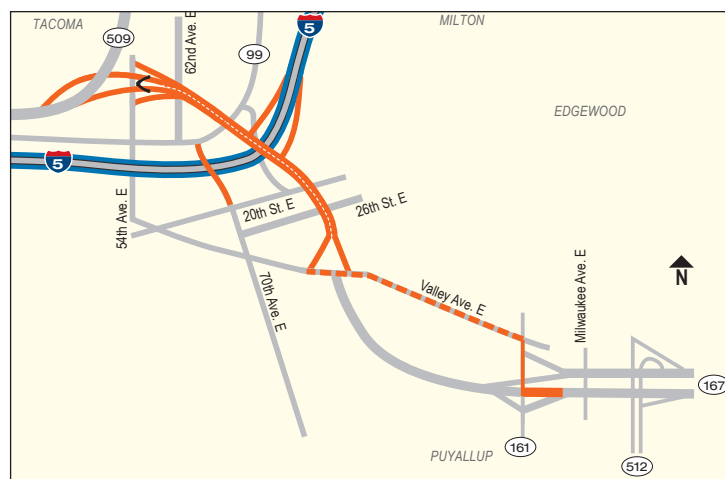 TACOMA
MILTON
509
62nd Ave. E
99
5
EDGEWOOD
5
54th Ave. E
20th St. E
26th St. E
70th Ave. E
Valley Ave. E
Milwaukee Ave. E
N
167
161
PUYALLUP
512